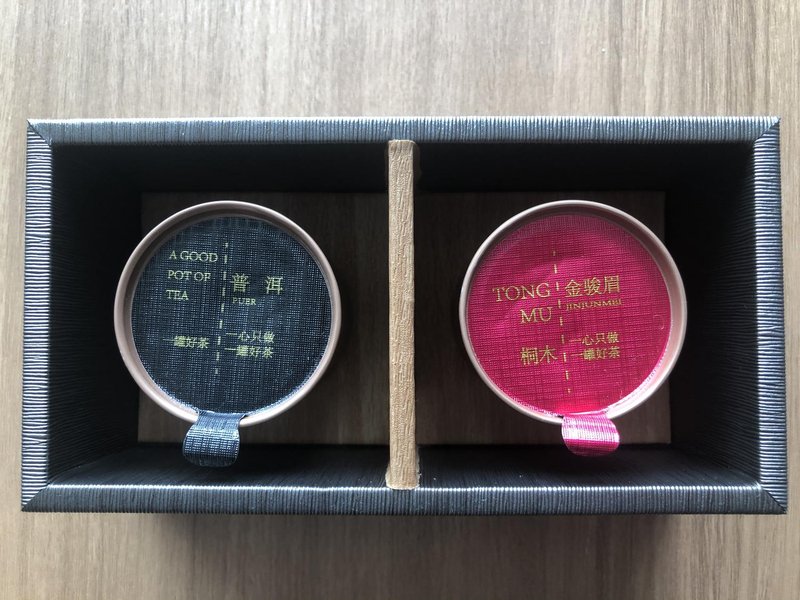 A GOOD
POT OF
TEA
一罐好茶
普洱
PUER
一心只做
一罐好茶
TONG
MU
桐木
金骏眉
JINJUNMEI
一心只做
一罐好茶